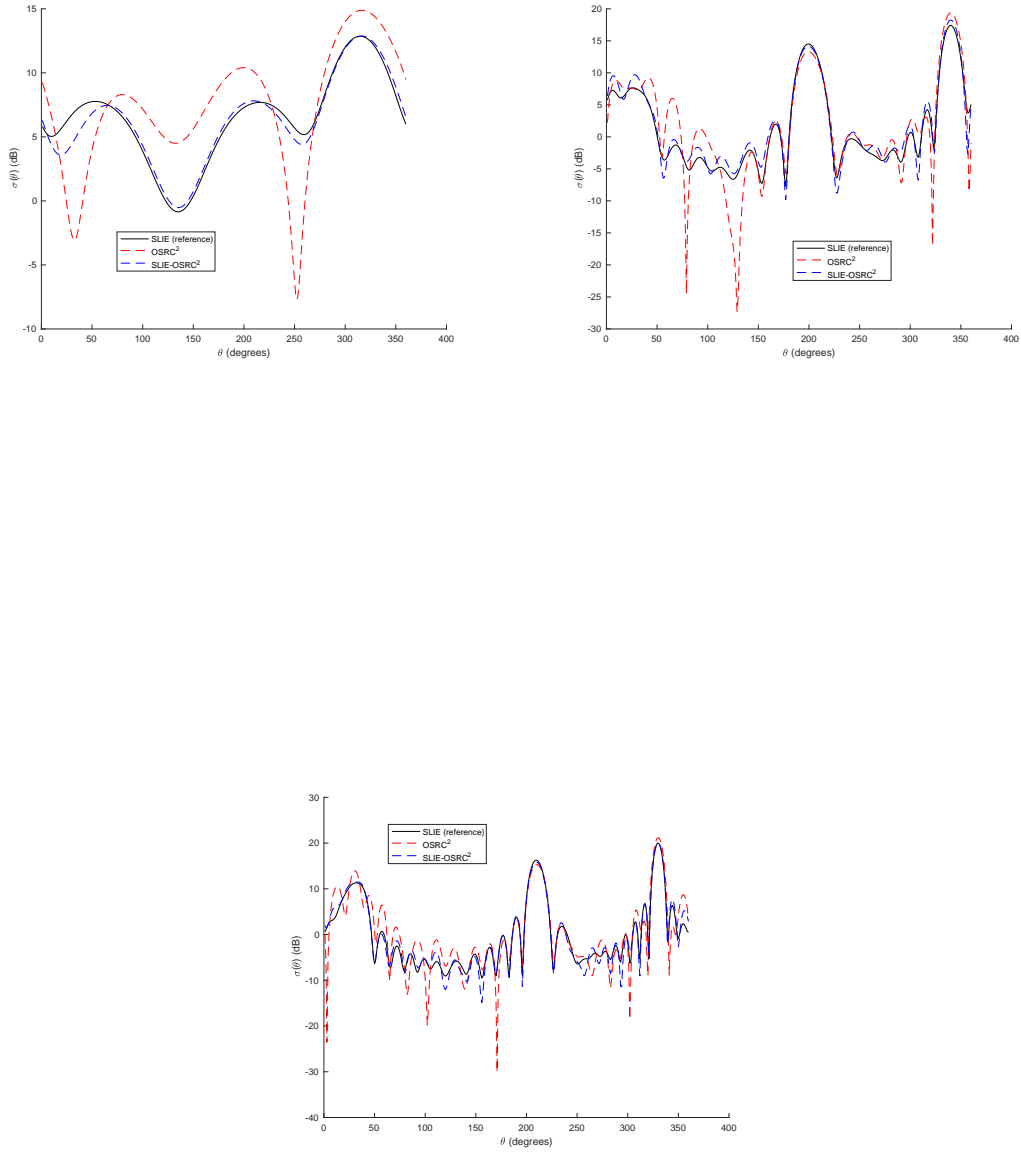 15
10
5
0
-5
-10
0 50 100 150 200 250 300 350 400
θ (degrees)
σ(θ) (dB)
SLIE (reference)
OSRC²
SLIE-OSRC²
20
15
10
5
0
-5
-10
-15
-20
-25
-30
0 50 100 150 200 250 300 350 400
θ (degrees)
σ(θ) (dB)
SLIE (reference)
OSRC²
SLIE-OSRC²
30
20
10
0
-10
-20
-30
-40
0 50 100 150 200 250 300 350 400
θ (degrees)
σ(θ) (dB)
SLIE (reference)
OSRC²
SLIE-OSRC²